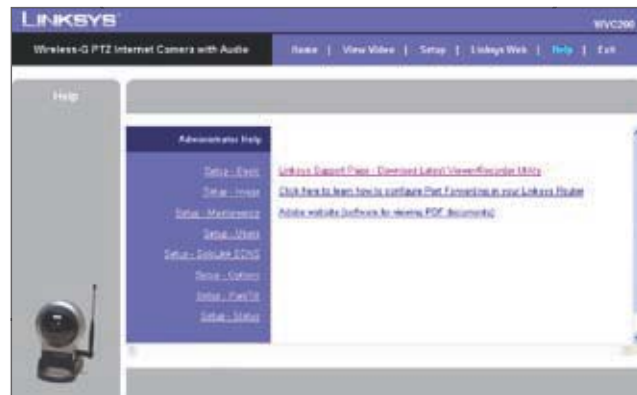 LINKSYS
WVC200
Wireless-G PTZ Internet Camera with Audio
Home | View Video | Setup | Linksys Web | Help | Exit
Help
Administrator Help
Setup - Basic
Setup - Image
Setup - Maintenance
Setup - Users
Setup - SoloLink DDNS
Setup - Options
Setup - Pan/Tilt
Setup - Status
Linksys Support Page - Download Latest Viewer/Recorder Utility
Click here to learn how to configure Port Forwarding in your Linksys Router
Adobe website (software for viewing PDF documents)